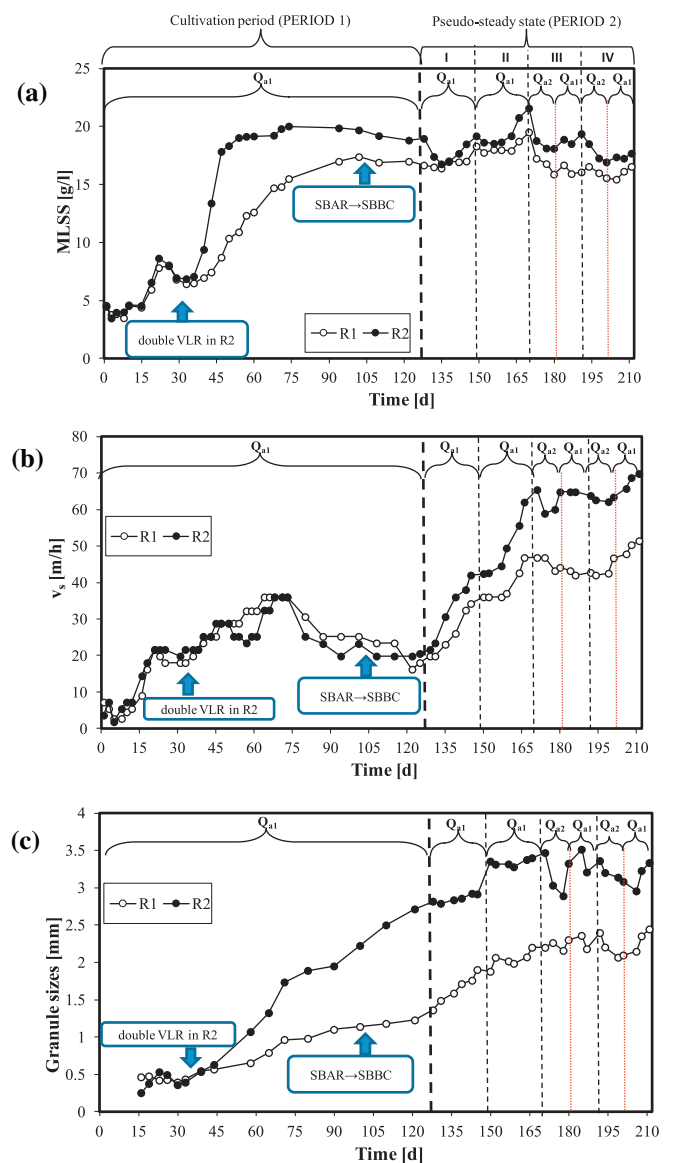 Cultivation period (PERIOD 1) Pseudo-steady state (PERIOD 2)
I II III IV
(a)
Qa1 Qa1 Qa1 Qa2 Qa1 Qa2 Qa1
25
20
15
10
5
0
MLSS [g/l]
SBAR→SBBC
double VLR in R2
R1 R2
0 15 30 45 60 75 90 105 120 135 150 165 180 195 210
Time [d]
(b)
Qa1 Qa1 Qa1 Qa2 Qa1 Qa2 Qa1
80
70
60
50
40
30
20
10
0
vs [m/h]
R1 R2
double VLR in R2
SBAR→SBBC
0 15 30 45 60 75 90 105 120 135 150 165 180 195 210
Time [d]
(c)
Qa1 Qa1 Qa1 Qa2 Qa1 Qa2 Qa1
4
3.5
3
2.5
2
1.5
1
0.5
0
Granule sizes [mm]
R1 R2
double VLR in R2
SBAR→SBBC
0 15 30 45 60 75 90 105 120 135 150 165 180 195 210
Time [d]